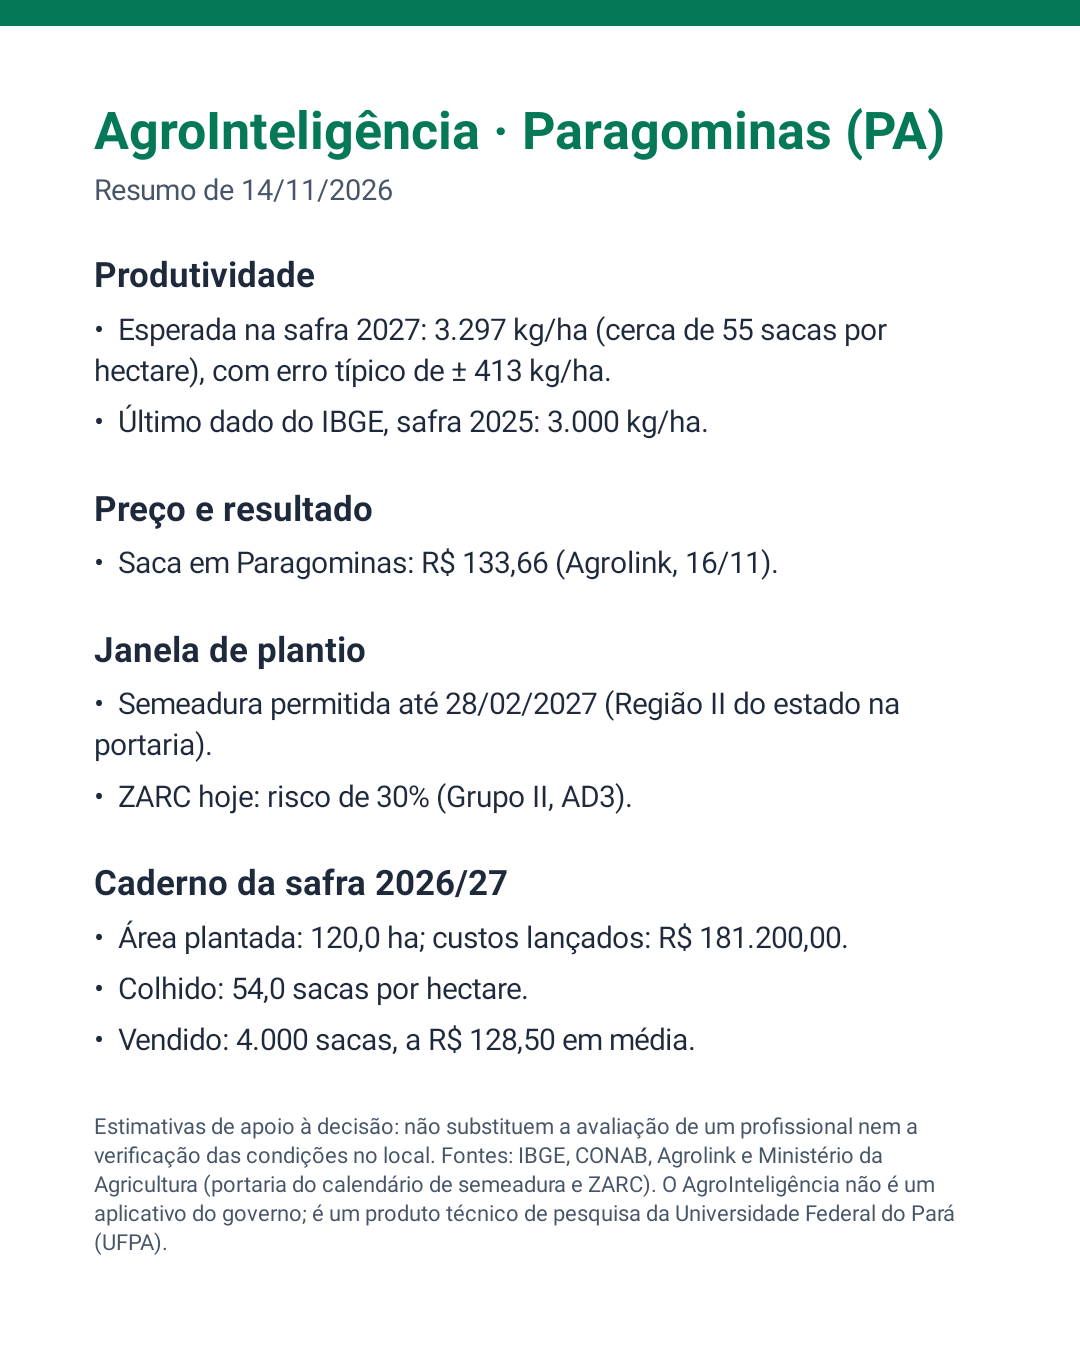 AgroInteligência · Paragominas (PA)
Resumo de 14/11/2026
Produtividade
• Esperada na safra 2027: 3.297 kg/ha (cerca de 55 sacas por
hectare), com erro típico de ± 413 kg/ha.
• Último dado do IBGE, safra 2025: 3.000 kg/ha.
Preço e resultado
• Saca em Paragominas: R$ 133,66 (Agrolink, 16/11).
Janela de plantio
• Semeadura permitida até 28/02/2027 (Região II do estado na
portaria).
• ZARC hoje: risco de 30% (Grupo II, AD3).
Caderno da safra 2026/27
• Área plantada: 120,0 ha; custos lançados: R$ 181.200,00.
• Colhido: 54,0 sacas por hectare.
• Vendido: 4.000 sacas, a R$ 128,50 em média.
Estimativas de apoio à decisão: não substituem a avaliação de um profissional nem a
verificação das condições no local. Fontes: IBGE, CONAB, Agrolink e Ministério da
Agricultura (portaria do calendário de semeadura e ZARC). O AgroInteligência não é um
aplicativo do governo; é um produto técnico de pesquisa da Universidade Federal do Pará
(UFPA).